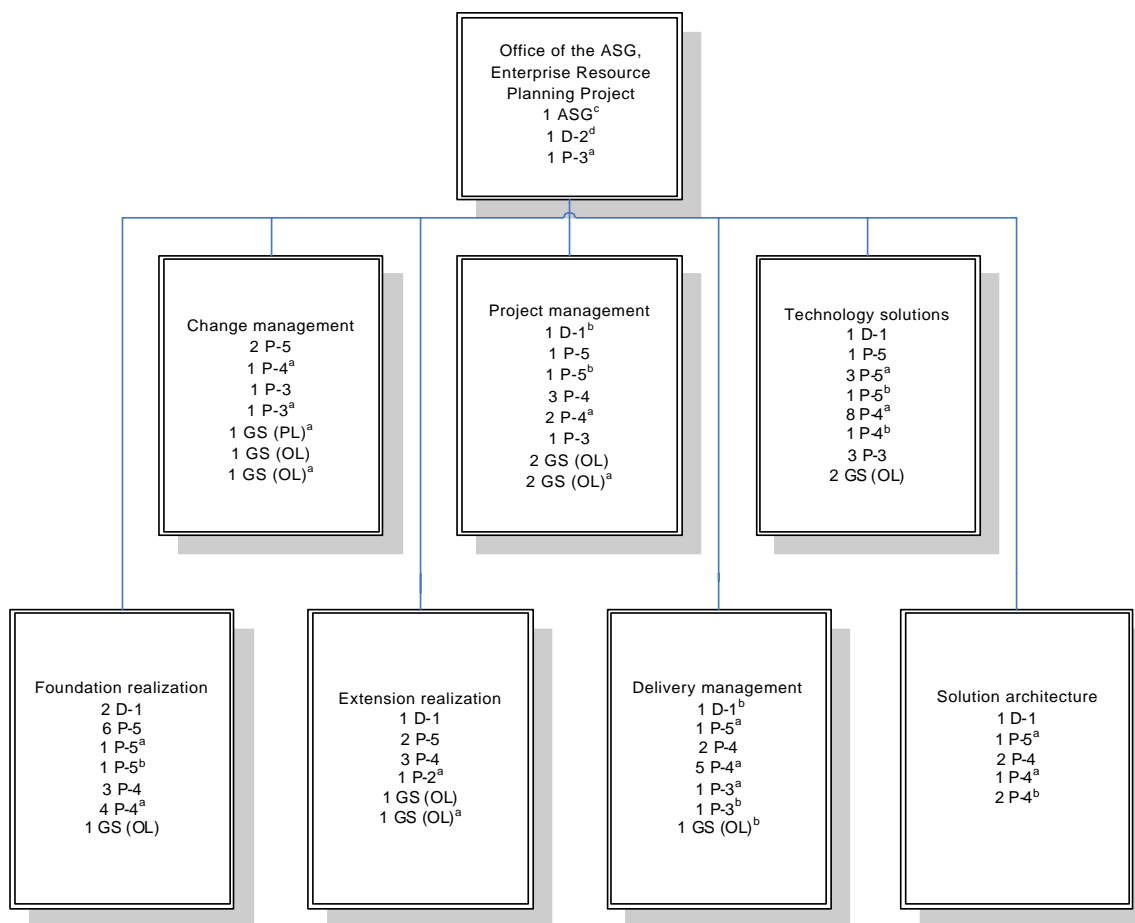 Office of the ASG,
Enterprise Resource
Planning Project
1 ASGᶜ
1 D-2ᵈ
1 P-3ᵃ
Change management
2 P-5
1 P-4ᵃ
1 P-3
1 P-3ᵃ
1 GS (PL)ᵃ
1 GS (OL)
1 GS (OL)ᵃ
Project management
1 D-1ᵇ
1 P-5
1 P-5ᵇ
3 P-4
2 P-4ᵃ
1 P-3
2 GS (OL)
2 GS (OL)ᵃ
Technology solutions
1 D-1
1 P-5
3 P-5ᵃ
1 P-5ᵇ
8 P-4ᵃ
1 P-4ᵇ
3 P-3
2 GS (OL)
Foundation realization
2 D-1
6 P-5
1 P-5ᵃ
1 P-5ᵇ
3 P-4
4 P-4ᵃ
1 GS (OL)
Extension realization
1 D-1
2 P-5
3 P-4
1 P-2ᵃ
1 GS (OL)
1 GS (OL)ᵃ
Delivery management
1 D-1ᵇ
1 P-5ᵃ
2 P-4
5 P-4ᵃ
1 P-3ᵃ
1 P-3ᵇ
1 GS (OL)ᵇ
Solution architecture
1 D-1
1 P-5ᵃ
2 P-4
1 P-4ᵃ
2 P-4ᵇ